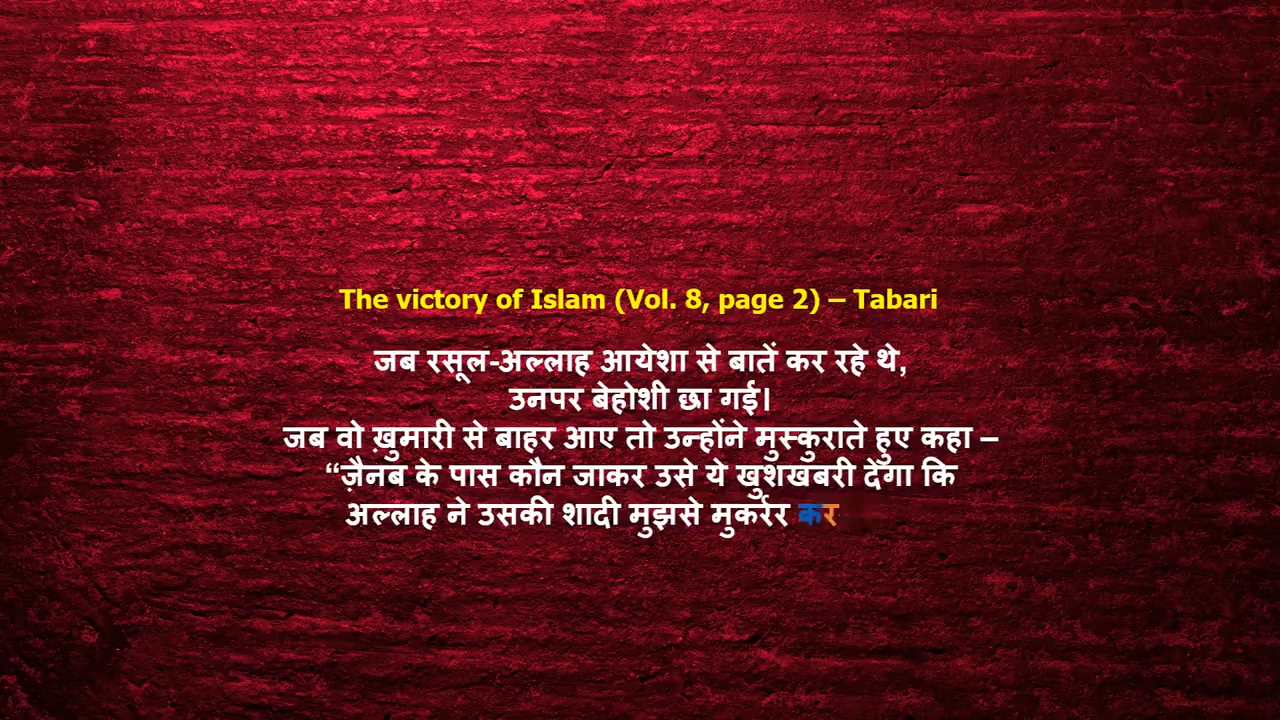 The victory of Islam (Vol. 8, page 2) – Tabari
जब रसूल-अल्लाह आयेशा से बातें कर रहे थे,
उनपर बेहोशी छा गई।
जब वो ख़ुमारी से बाहर आए तो उन्होंने मुस्कुराते हुए कहा –
“ज़ैनब के पास कौन जाकर उसे ये खुशखबरी देगा कि
अल्लाह ने उसकी शादी मुझसे मुकर्रर कर